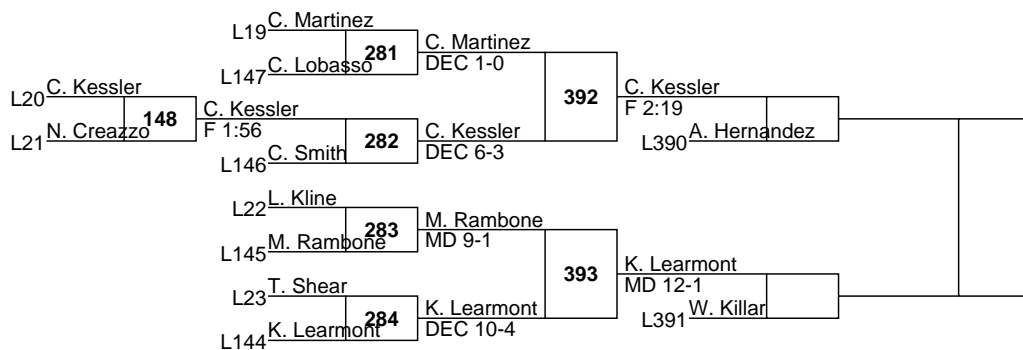 L19 C. Martinez
281
C. Martinez
DEC 1-0
L147 C. Lobasso
392
C. Kessler
F 2:19
L20 C. Kessler
148
C. Kessler
F 1:56
L21 N. Creazzo
282
C. Kessler
DEC 6-3
L390 A. Hernandez
L146 C. Smith
L22 L. Kline
283
M. Rambone
MD 9-1
L145 M. Rambone
393
K. Learmont
MD 12-1
L23 T. Shear
284
K. Learmont
DEC 10-4
L391 W. Killar
L144 K. Learmont